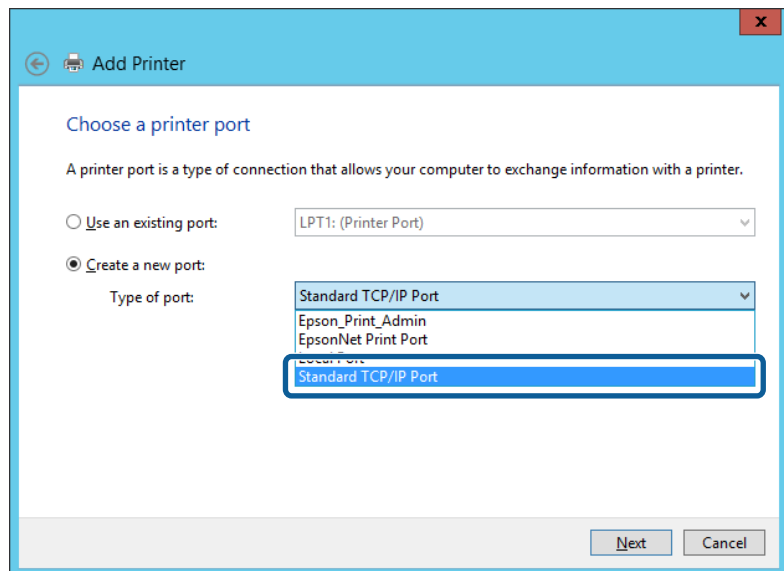 x
Add Printer
Choose a printer port
A printer port is a type of connection that allows your computer to exchange information with a printer.
Use an existing port: LPT1: (Printer Port)
Create a new port:
Type of port: Standard TCP/IP Port
Epson_Print_Admin
EpsonNet Print Port
Local Port
Standard TCP/IP Port
Next Cancel